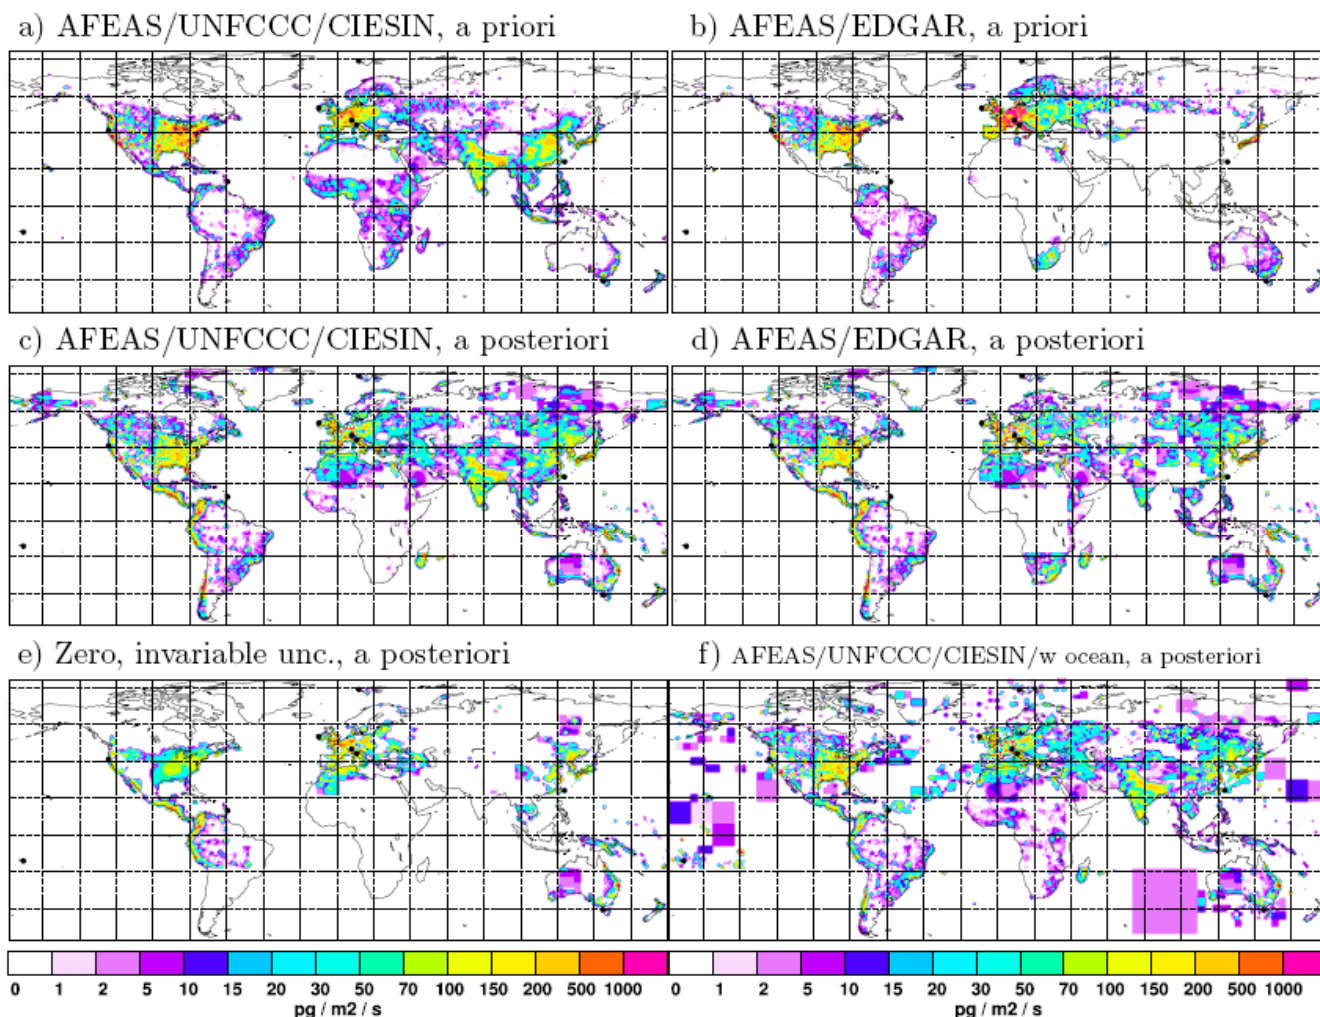 a) AFEAS/UNFCCC/CIESIN, a priori
b) AFEAS/EDGAR, a priori
c) AFEAS/UNFCCC/CIESIN, a posteriori
d) AFEAS/EDGAR, a posteriori
e) Zero, invariable unc., a posteriori
f) AFEAS/UNFCCC/CIESIN/w ocean, a posteriori
0 1 2 5 10 15 20 30 50 70 100 150 200 500 1000
pg / m2 / s
0 1 2 5 10 15 20 30 50 70 100 150 200 500 1000
pg / m2 / s